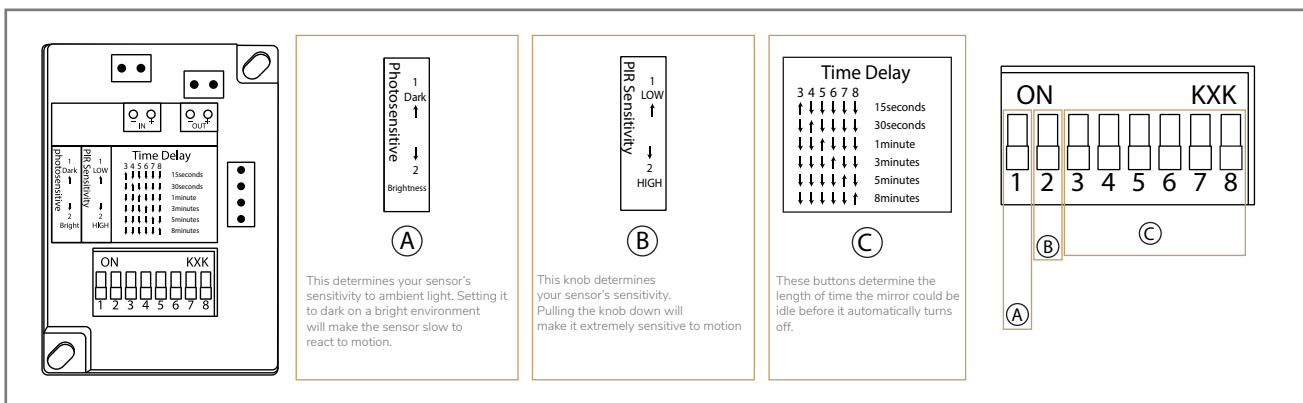 IN
OUT
photosensitive
1
Dark
2
Bright
PIR Sensitivity
1
LOW
2
HIGH
Time Delay
3 4 5 6 7 8
15seconds
30seconds
1minute
3minutes
5minutes
8minutes
ON KXK
1 2 3 4 5 6 7 8
Photosensitive
1
Dark
2
Brightness
A
This determines your sensor's
sensitivity to ambient light. Setting it
to dark on a bright environment
will make the sensor slow to
react to motion.
PIR Sensitivity
1
LOW
2
HIGH
B
This knob determines
your sensor's sensitivity.
Pulling the knob down will
make it extremely sensitive to motion
Time Delay
3 4 5 6 7 8
↑ ↓ ↓ ↓ ↓ ↓ 15seconds
↓ ↑ ↓ ↓ ↓ ↓ 30seconds
↓ ↓ ↑ ↓ ↓ ↓ 1minute
↓ ↓ ↓ ↑ ↓ ↓ 3minutes
↓ ↓ ↓ ↓ ↑ ↓ 5minutes
↓ ↓ ↓ ↓ ↓ ↑ 8minutes
C
These buttons determine the
length of time the mirror could be
idle before it automatically turns
off.
ON KXK
1 2 3 4 5 6 7 8
B
C
A